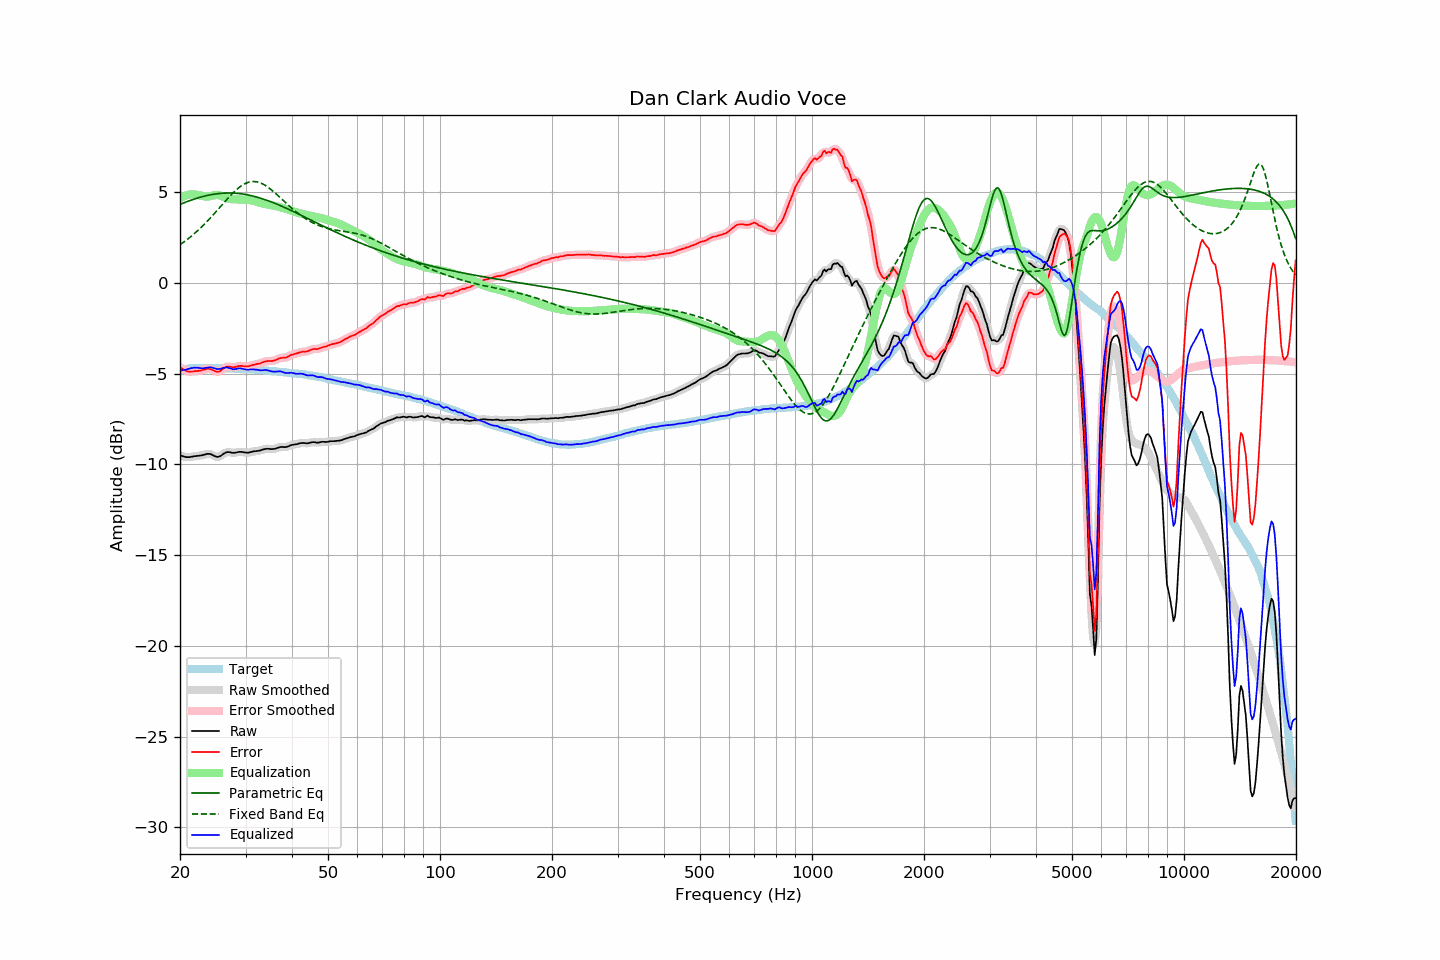 Dan Clark Audio Voce
Amplitude (dBr)
5
0
−5
−10
−15
−20
−25
−30
Target
Raw Smoothed
Error Smoothed
Raw
Error
Equalization
Parametric Eq
Fixed Band Eq
Equalized
20 50 100 200 500 1000 2000 5000 10000 20000
Frequency (Hz)